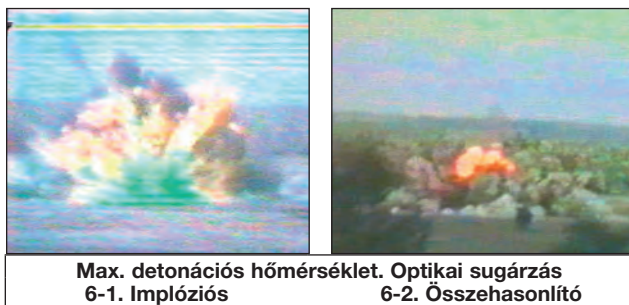 Max. detonációs hőmérséklet. Optikai sugárzás
6-1. Implóziós 6-2. Összehasonlító